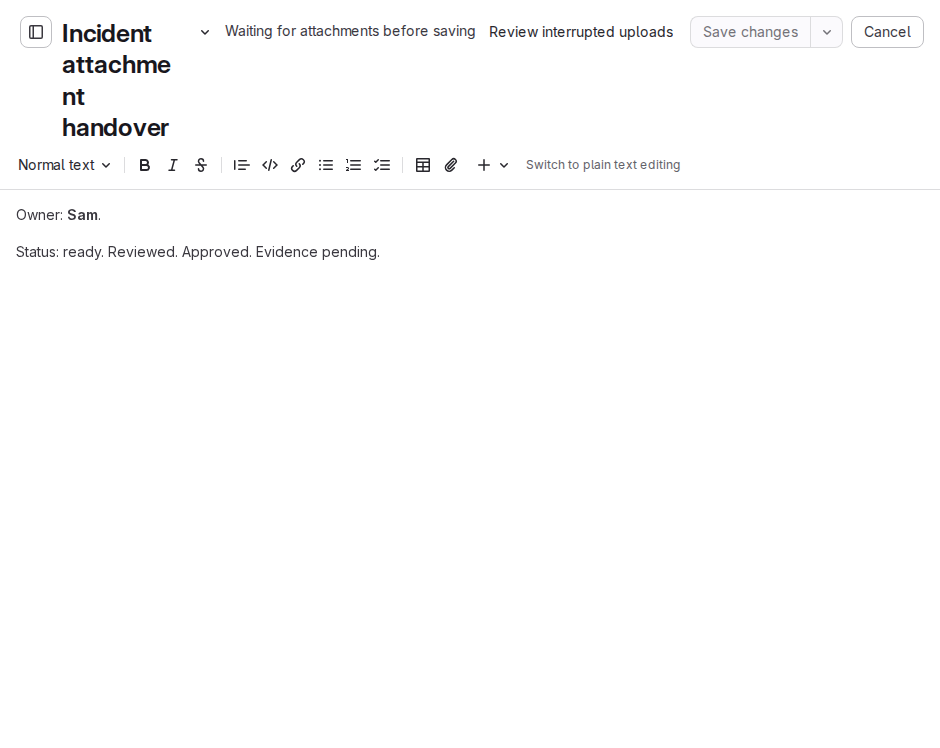 Incident
attachme
nt
handover
Waiting for attachments before saving
Review interrupted uploads
Save changes
Cancel
Normal text
Switch to plain text editing
Owner: Sam.
Status: ready. Reviewed. Approved. Evidence pending.